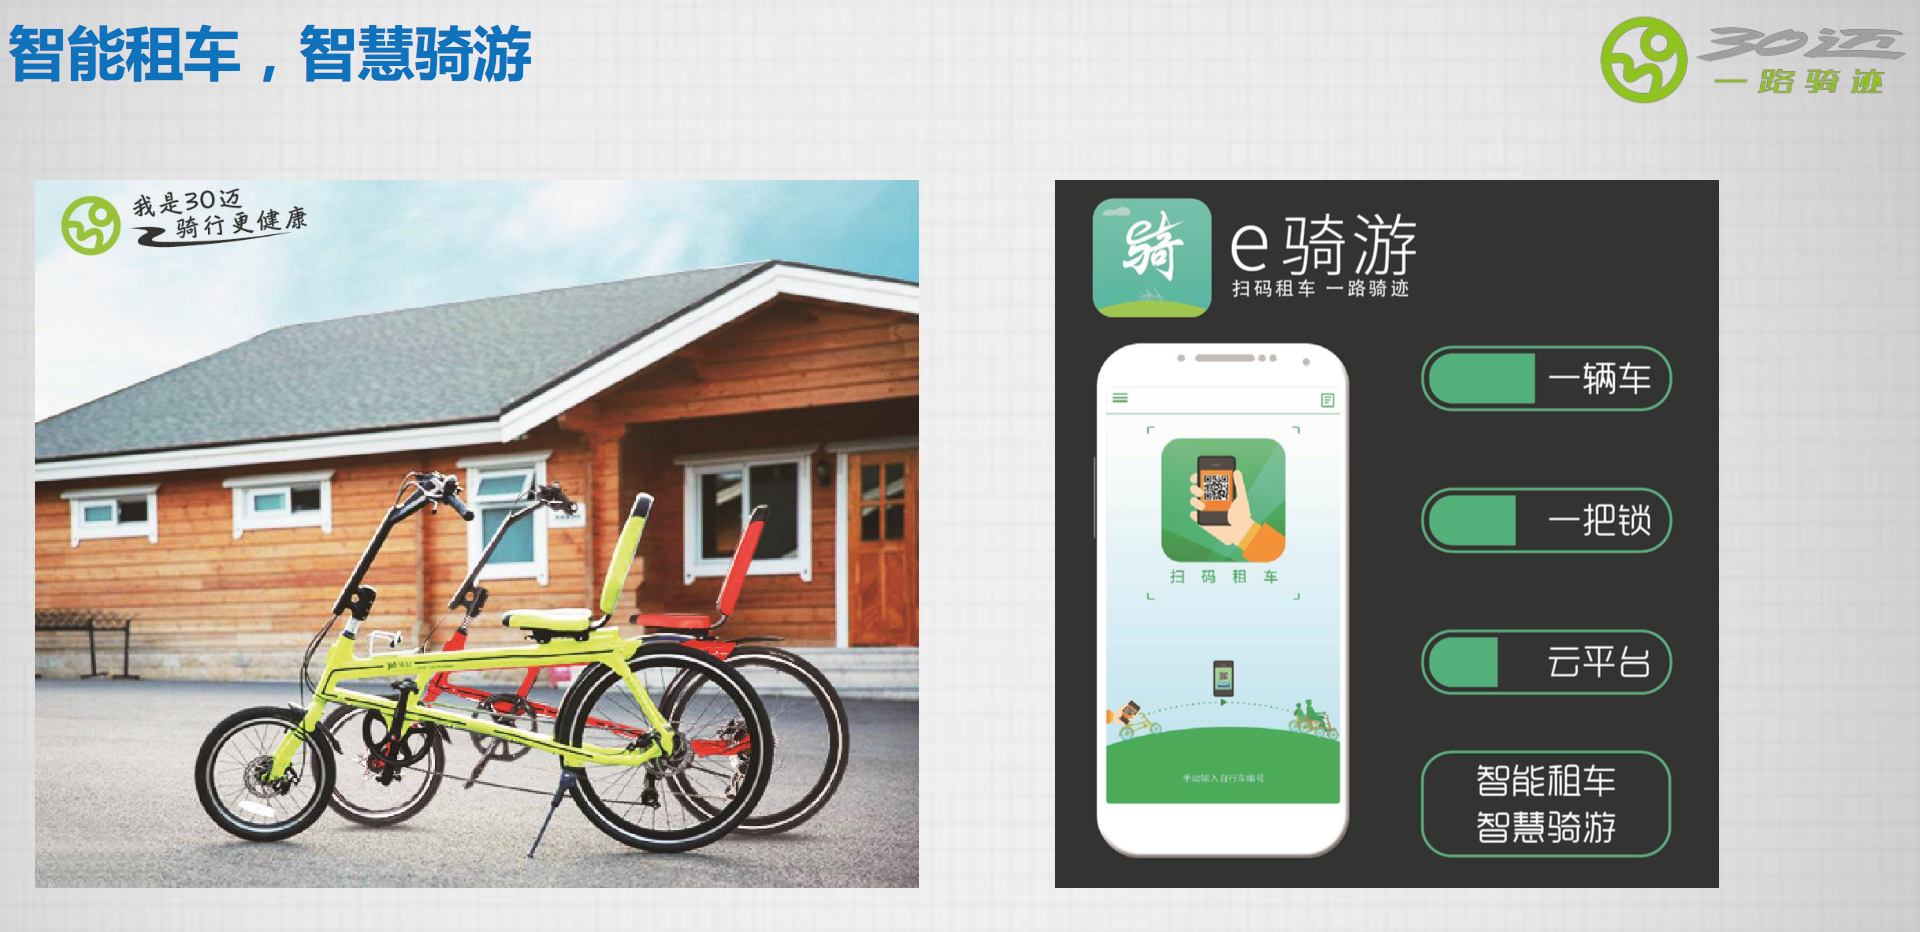 智能租车，智慧骑游
30迈
一路骑迹
我是30迈
骑行更健康
骑
e骑游
扫码租车 一路骑迹
扫码租车
手动输入自行车编号
一辆车
一把锁
云平台
智能租车
智慧骑游